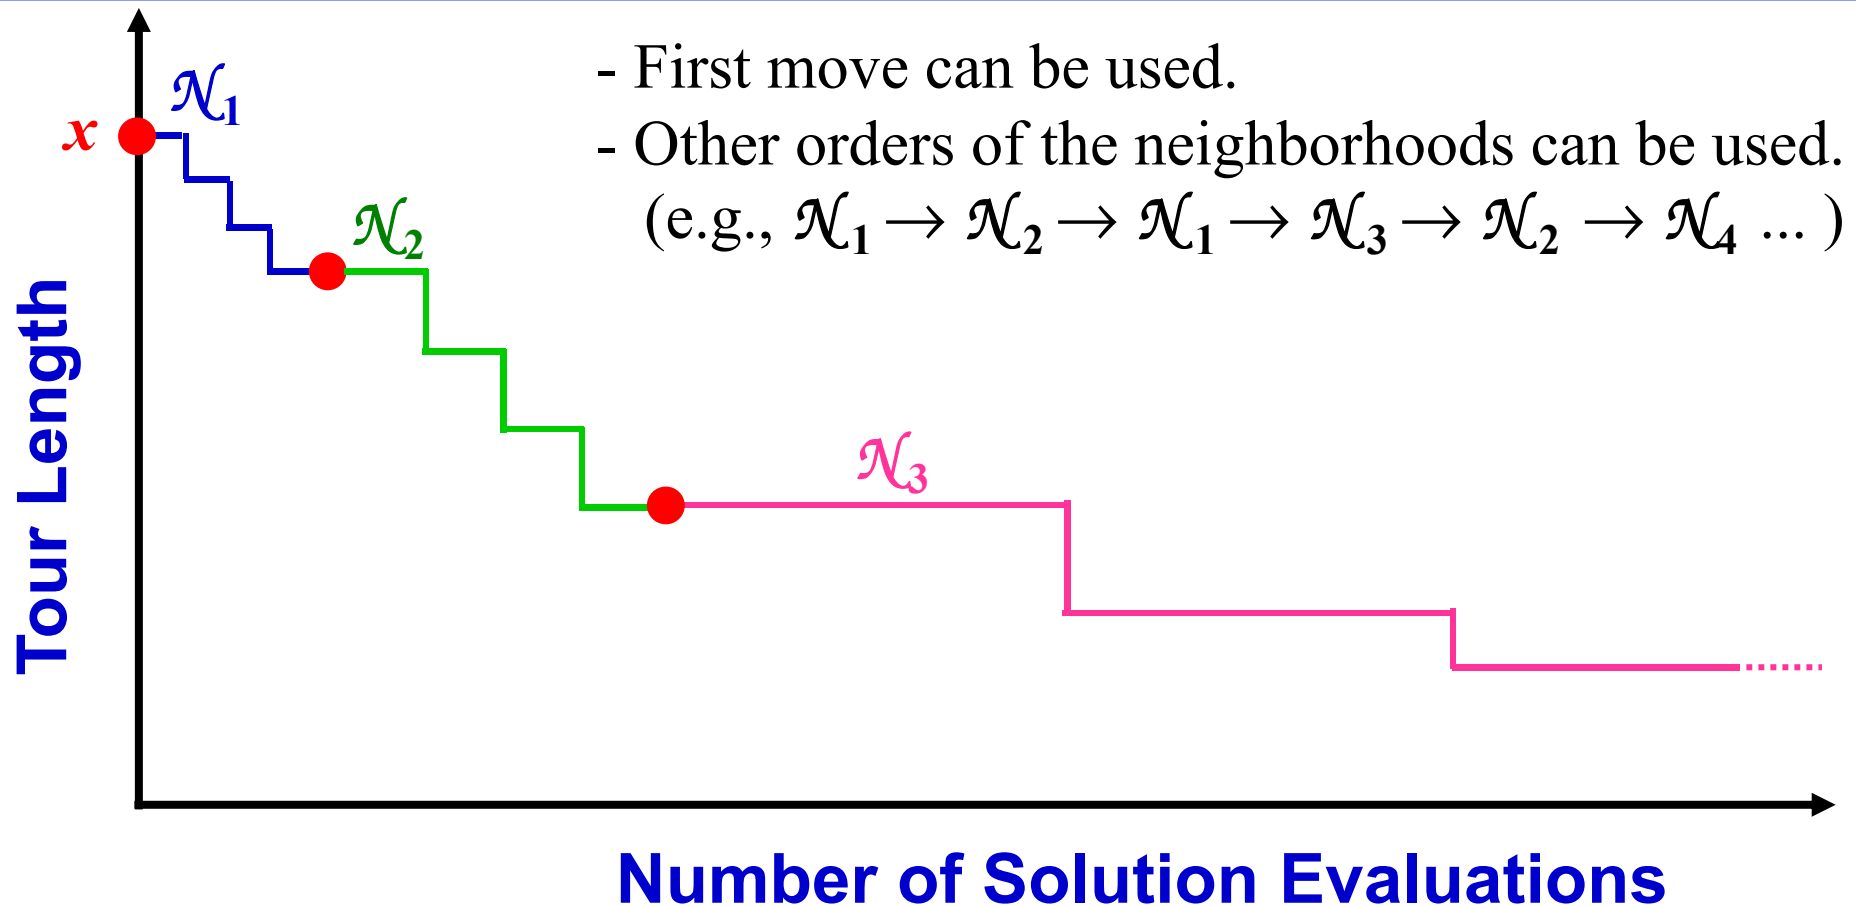 𝒩1
- First move can be used.
x
- Other orders of the neighborhoods can be used.
(e.g., 𝒩1 → 𝒩2 → 𝒩1 → 𝒩3 → 𝒩2 → 𝒩4 ... )
𝒩2
Tour Length
𝒩3
Number of Solution Evaluations